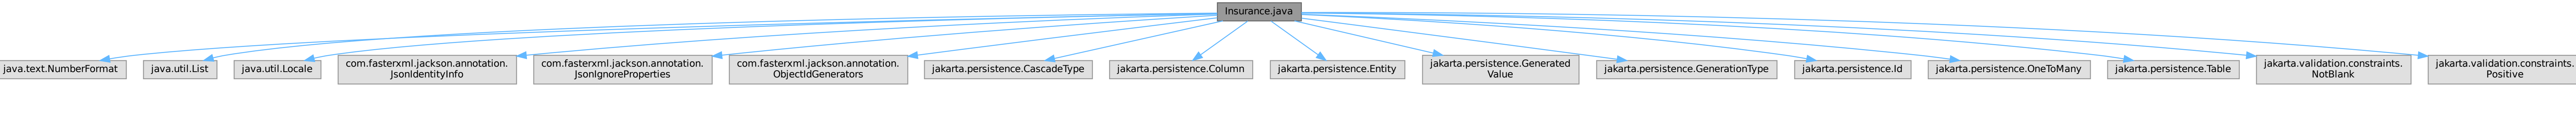 Insurance.java
java.text.NumberFormat
java.util.List
java.util.Locale
com.fasterxml.jackson.annotation.
JsonIdentityInfo
com.fasterxml.jackson.annotation.
JsonIgnoreProperties
com.fasterxml.jackson.annotation.
ObjectIdGenerators
jakarta.persistence.CascadeType
jakarta.persistence.Column
jakarta.persistence.Entity
jakarta.persistence.Generated
Value
jakarta.persistence.GenerationType
jakarta.persistence.Id
jakarta.persistence.OneToMany
jakarta.persistence.Table
jakarta.validation.constraints.
NotBlank
jakarta.validation.constraints.
Positive